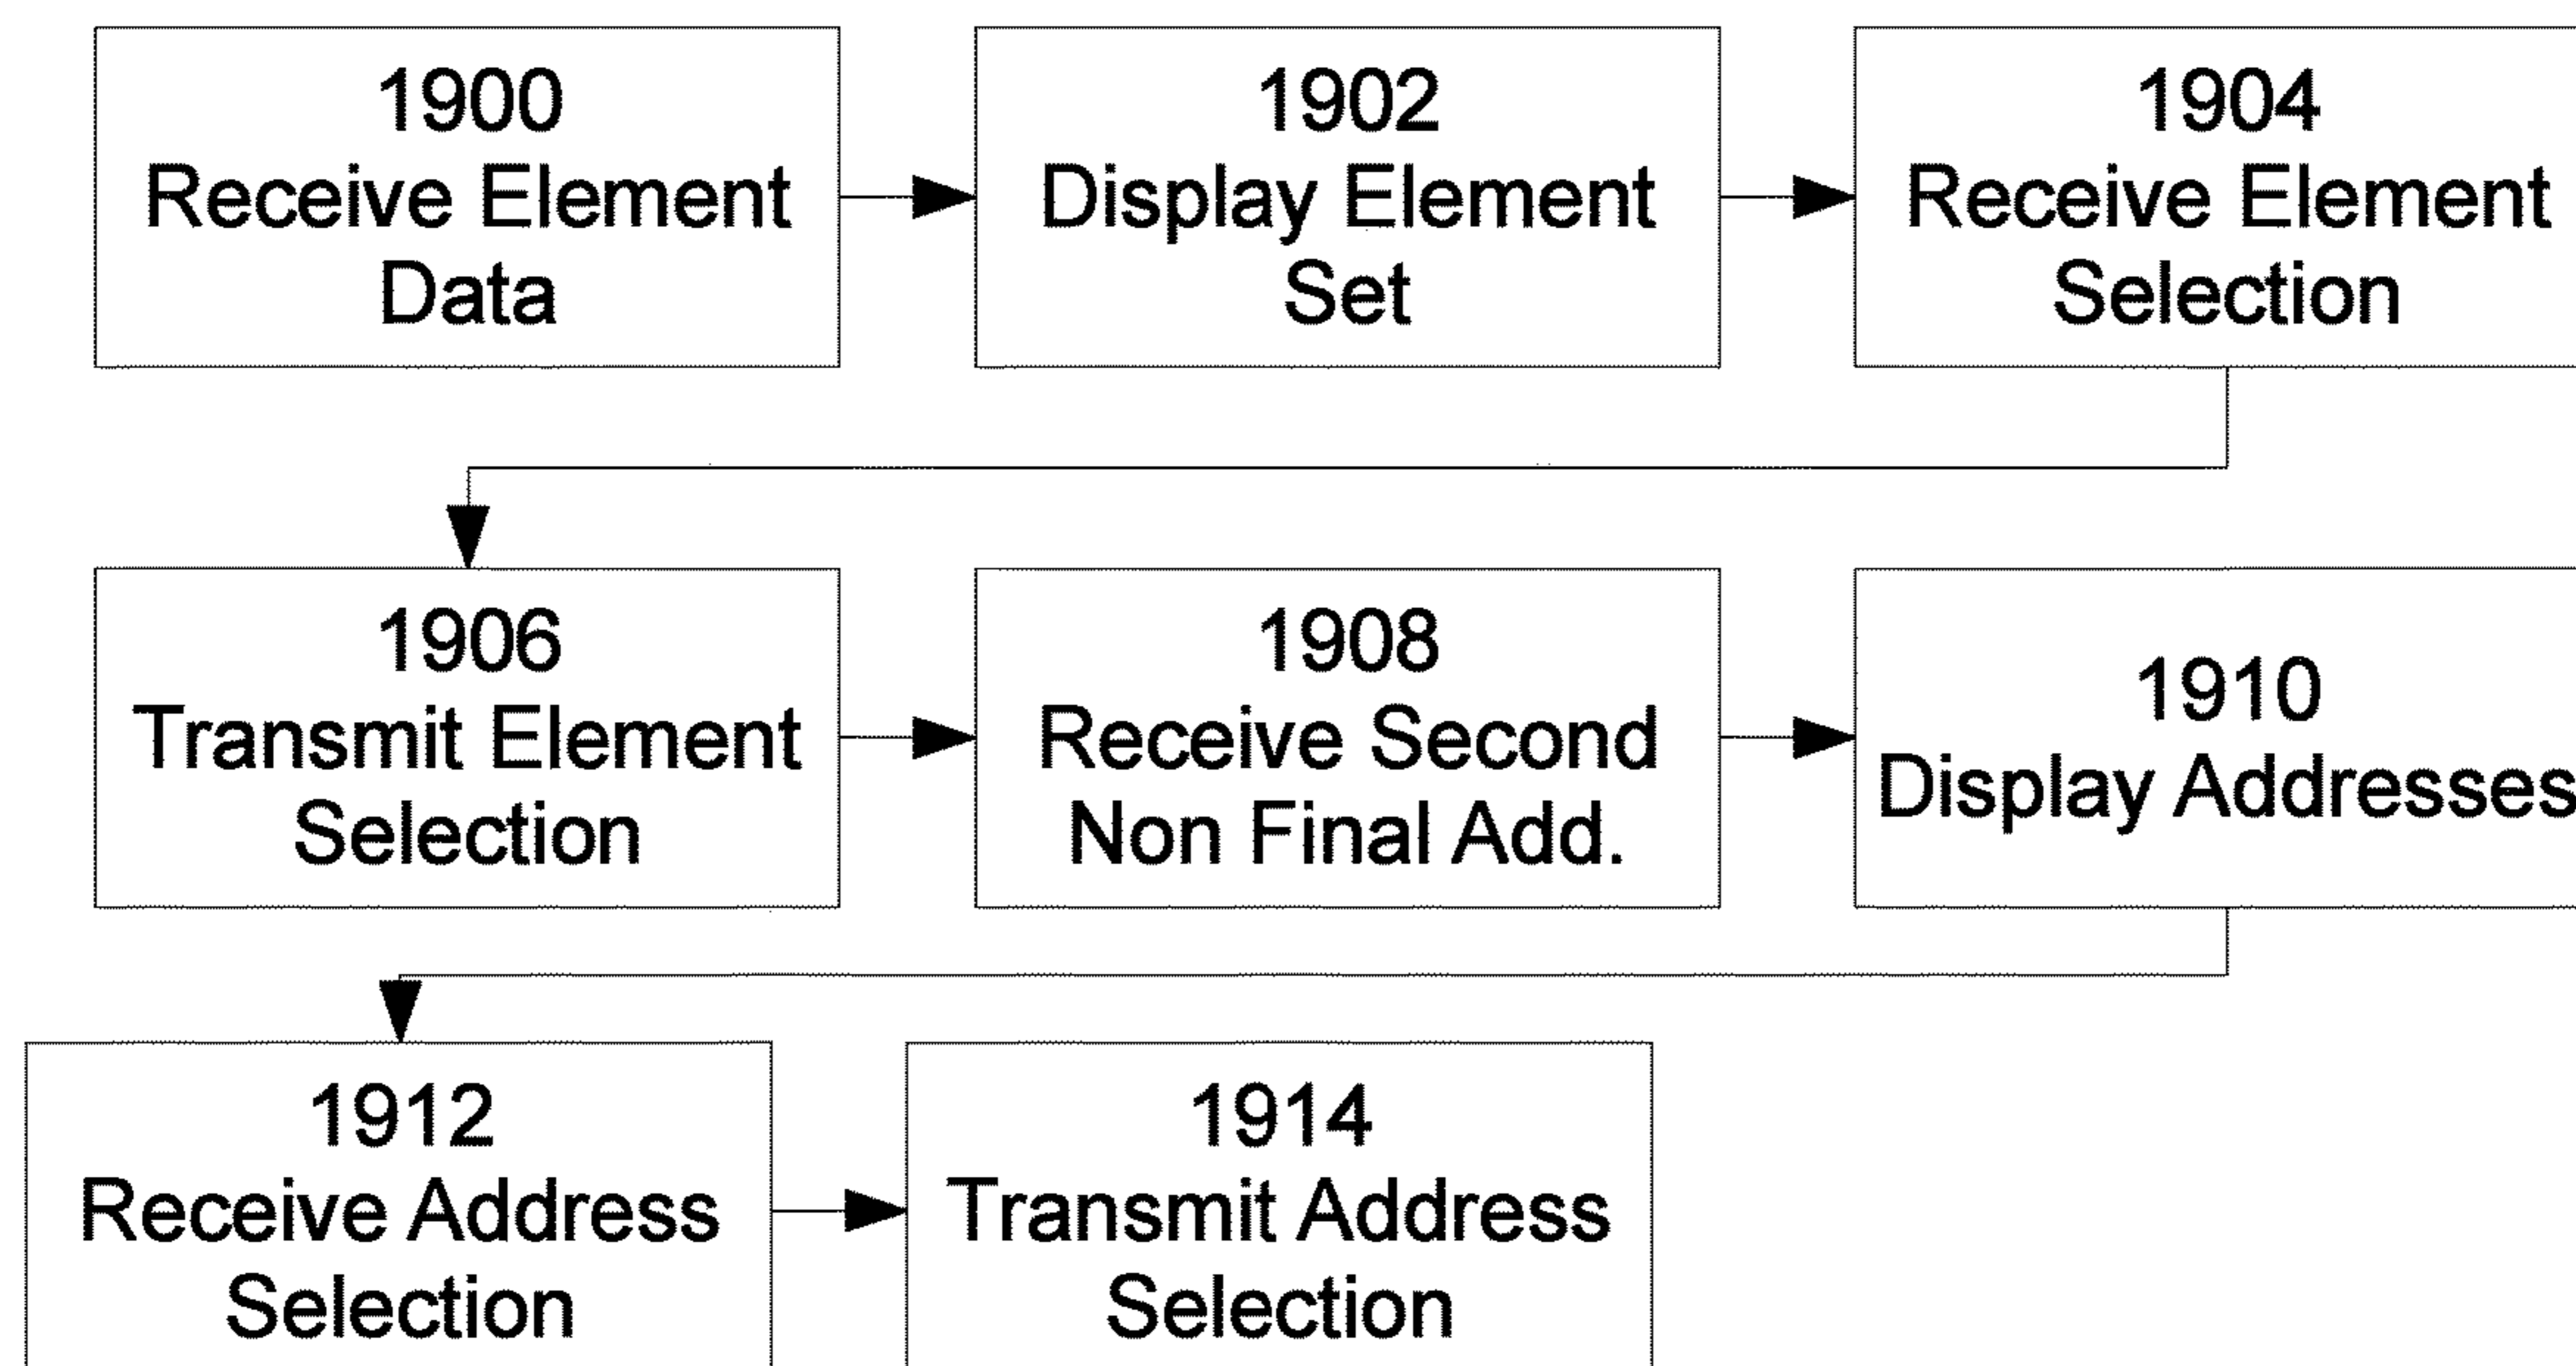 1900
Receive Element
Data
1902
Display Element
Set
1904
Receive Element
Selection
1906
Transmit Element
Selection
1908
Receive Second
Non Final Add.
1910
Display Addresses
1912
Receive Address
Selection
1914
Transmit Address
Selection